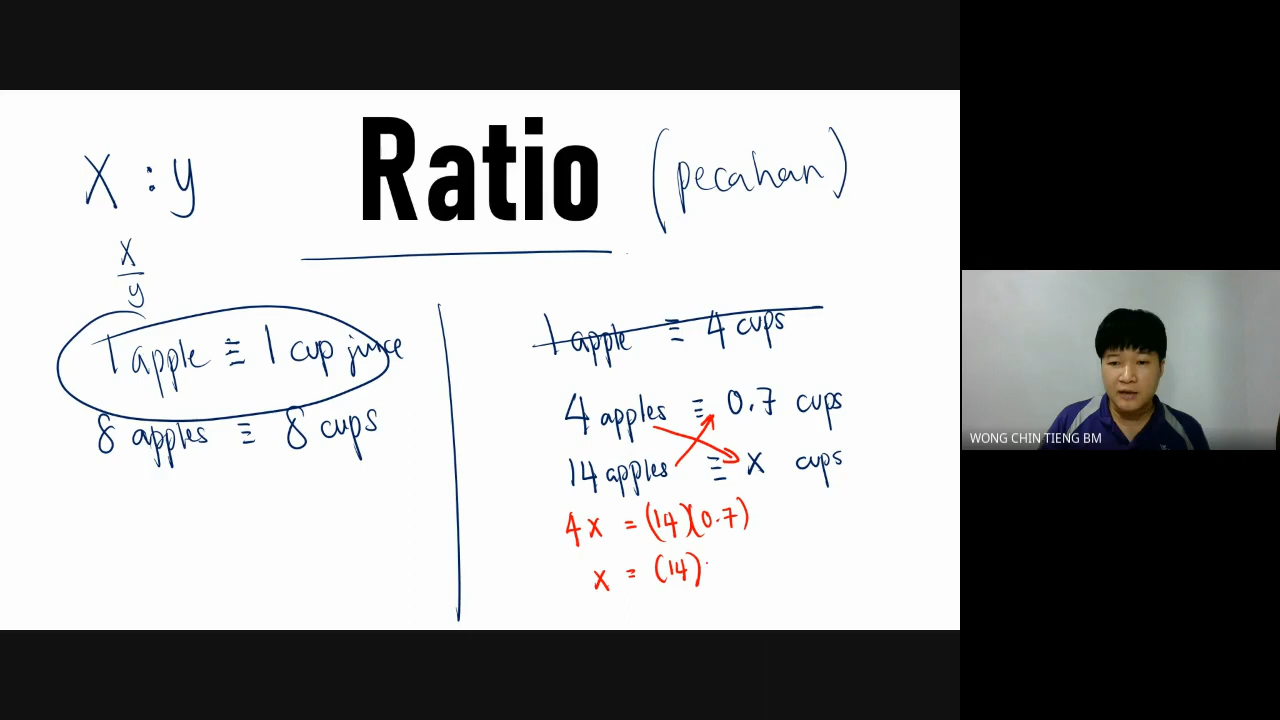 Ratio
(pecahan)
X : y
X
y
1 apple ≡ 1 cup juice
8 apples ≡ 8 cups
1 apple ≡ 4 cups
4 apples ≡ 0.7 cups
14 apples ≡ x cups
4x = (14)(0.7)
x = (14)
WONG CHIN TIENG BM